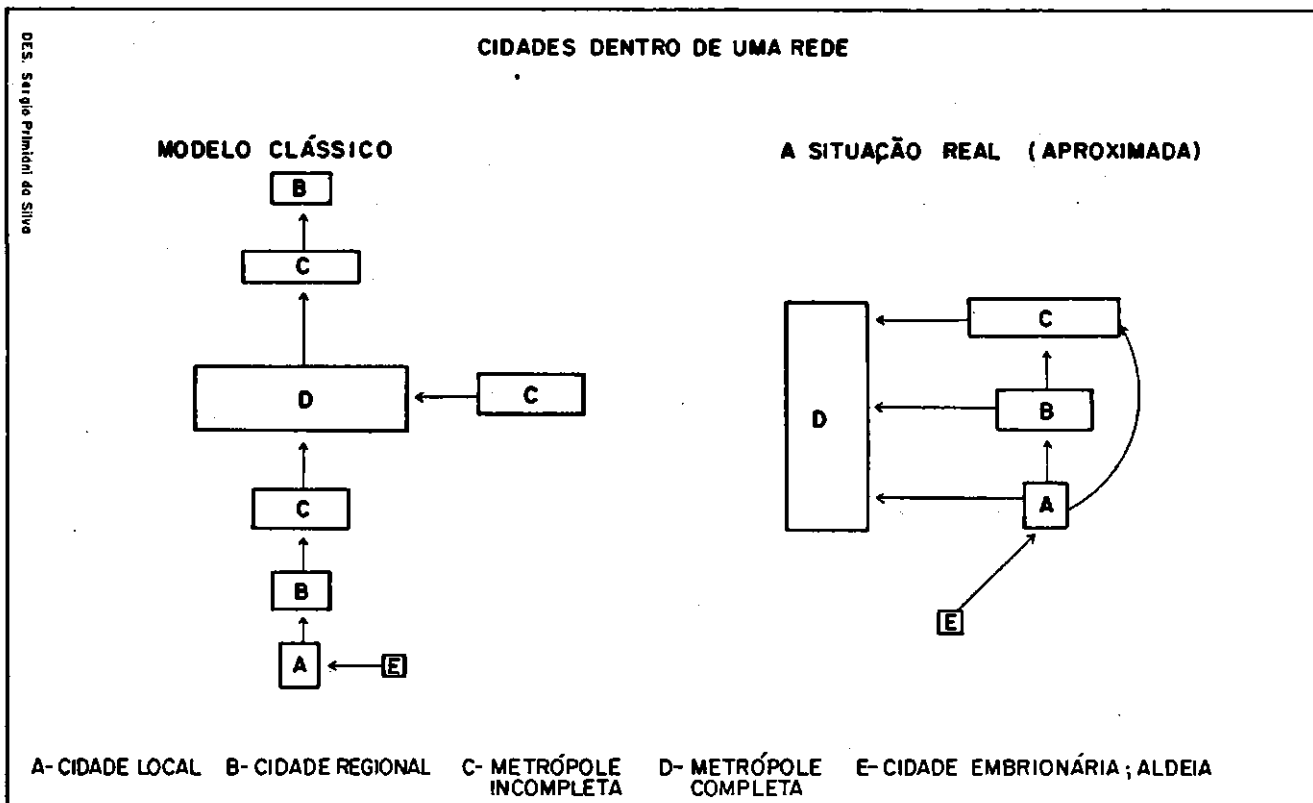 CIDADES DENTRO DE UMA REDE
DES. Sergio Primiani da Silva
MODELO CLÁSSICO
B
C
D
C
C
B
A
E
A SITUAÇÃO REAL (APROXIMADA)
C
B
D
A
E
A- CIDADE LOCAL B- CIDADE REGIONAL C- METRÓPOLE INCOMPLETA D- METRÓPOLE COMPLETA E- CIDADE EMBRIONÁRIA; ALDEIA